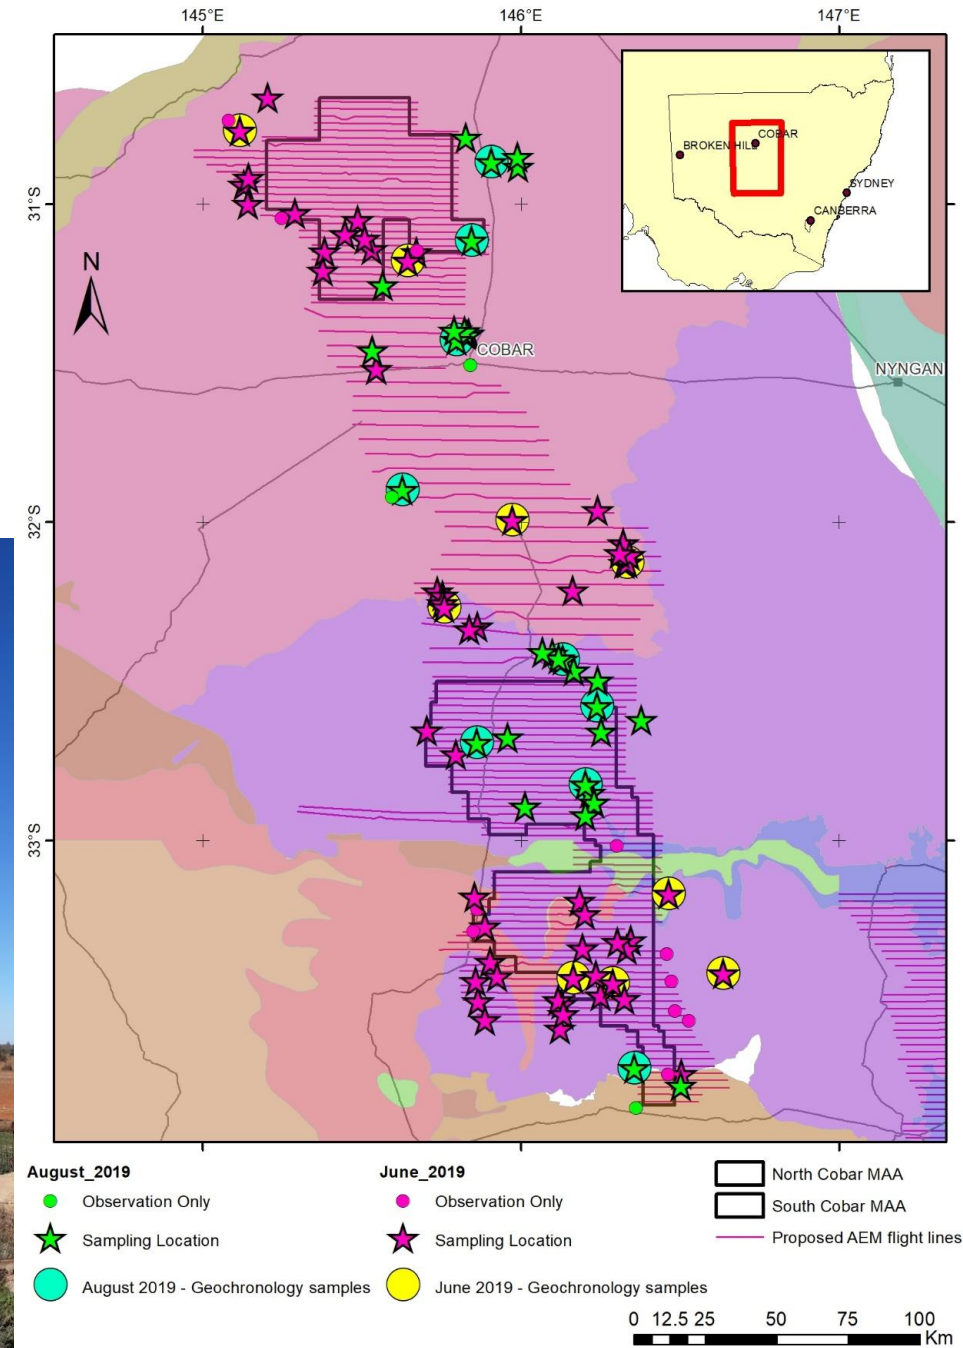 145°E 146°E 147°E
31°S
32°S
33°S
N
BROKEN HILL
COBAR
SYDNEY
CANBERRA
COBAR
NYNGAN
August_2019
Observation Only
Sampling Location
August 2019 - Geochronology samples
June_2019
Observation Only
Sampling Location
June 2019 - Geochronology samples
North Cobar MAA
South Cobar MAA
Proposed AEM flight lines
0 12.5 25 50 75 100
Km